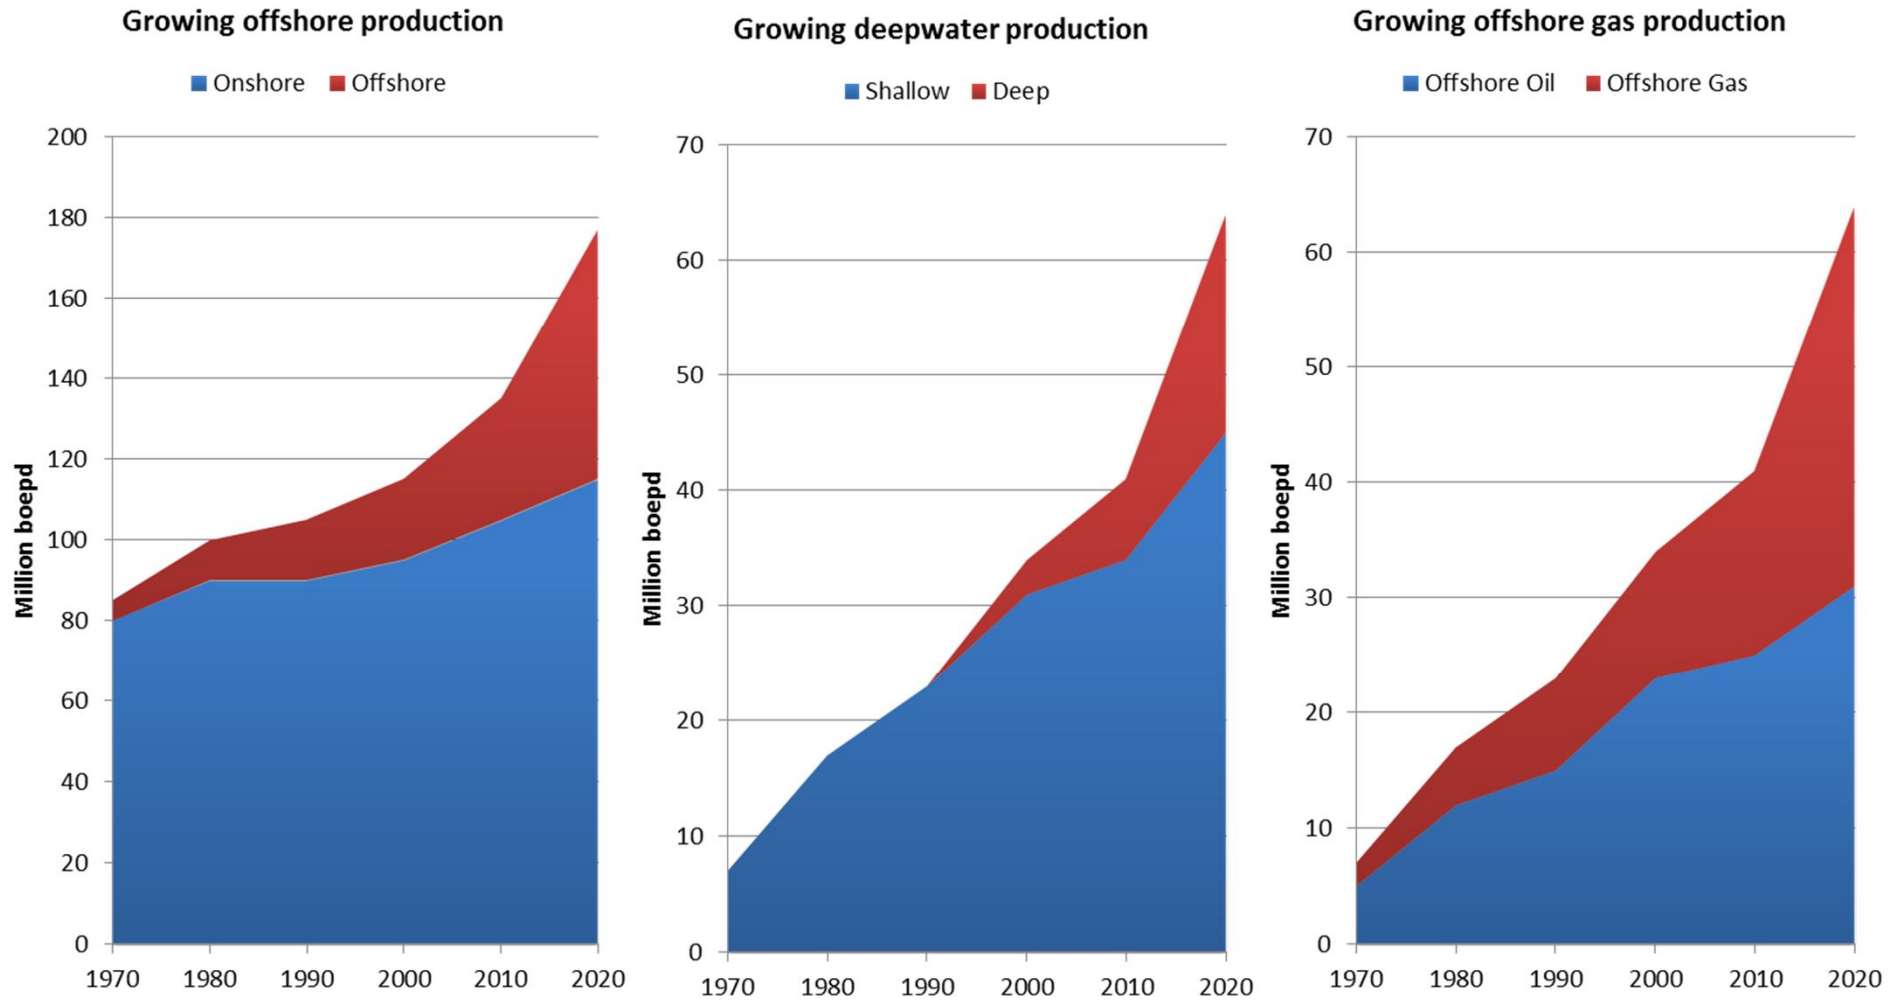 Growing offshore production
Onshore Offshore
200
180
160
140
120
100
80
60
40
20
0
Million boepd
1970 1980 1990 2000 2010 2020
Growing deepwater production
Shallow Deep
70
60
50
40
30
20
10
0
Million boepd
1970 1980 1990 2000 2010 2020
Growing offshore gas production
Offshore Oil Offshore Gas
70
60
50
40
30
20
10
0
Million boepd
1970 1980 1990 2000 2010 2020